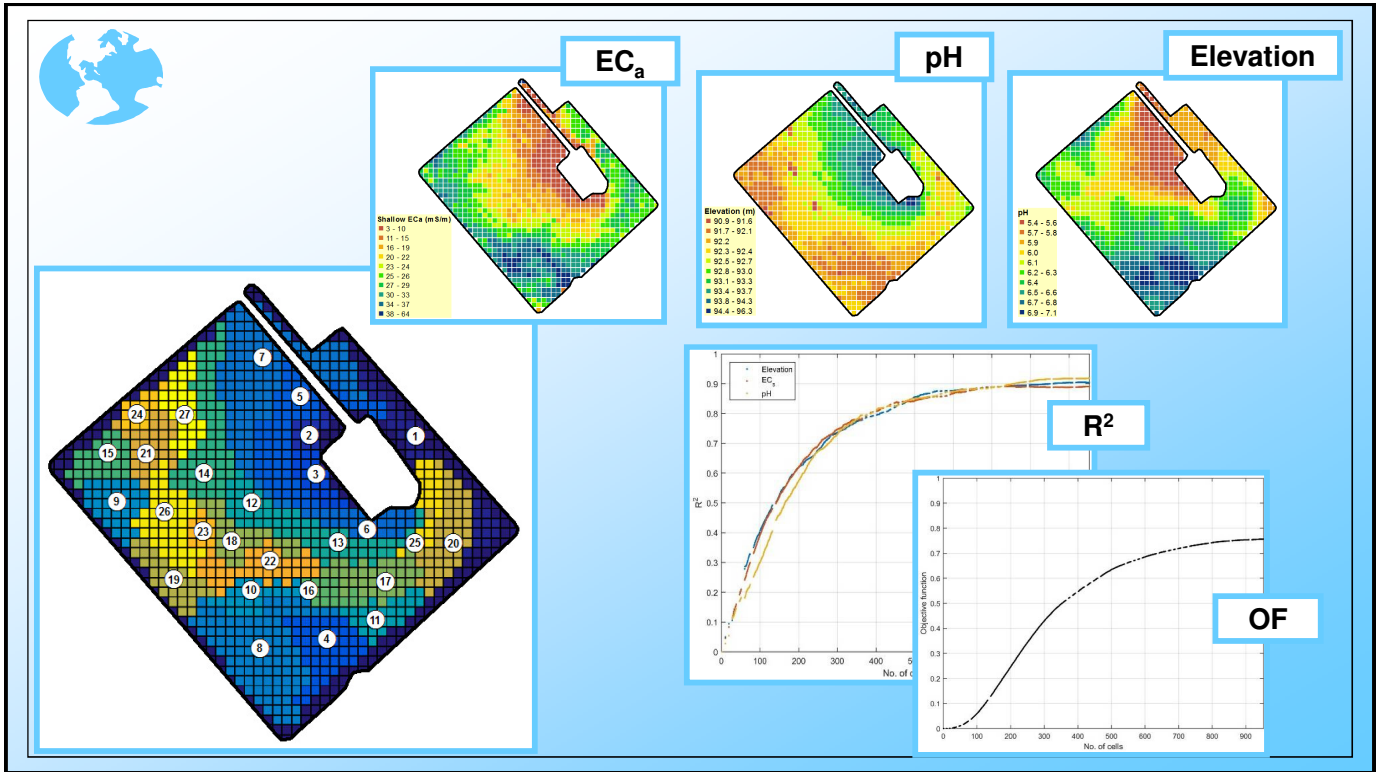 ECa
pH
Elevation
Shallow ECa (mS/m)
3 - 10
11 - 15
16 - 19
20 - 22
23 - 24
25 - 26
27 - 29
30 - 33
34 - 37
38 - 64
Elevation (m)
90.9 - 91.6
91.7 - 92.1
92.2
92.3 - 92.4
92.5 - 92.7
92.8 - 93.0
93.1 - 93.3
93.4 - 93.7
93.8 - 94.3
94.4 - 96.3
pH
5.4 - 5.6
5.7 - 5.8
5.9
6.0
6.1
6.2 - 6.3
6.4
6.5 - 6.6
6.7 - 6.8
6.9 - 7.1
7
5
24
27
2
1
15
21
14
3
9
12
26
23
18
6
13
25
20
22
19
10
16
17
11
4
8
R2
1
0.9
0.8
0.7
0.6
0.5
0.4
0.3
0.2
0.1
0
R2
Elevation
ECa
pH
0 100 200 300 400
No. of c
OF
1
0.9
0.8
0.7
0.6
0.5
0.4
0.3
0.2
0.1
0
Objective function
0 100 200 300 400 500 600 700 800 900
No. of cells